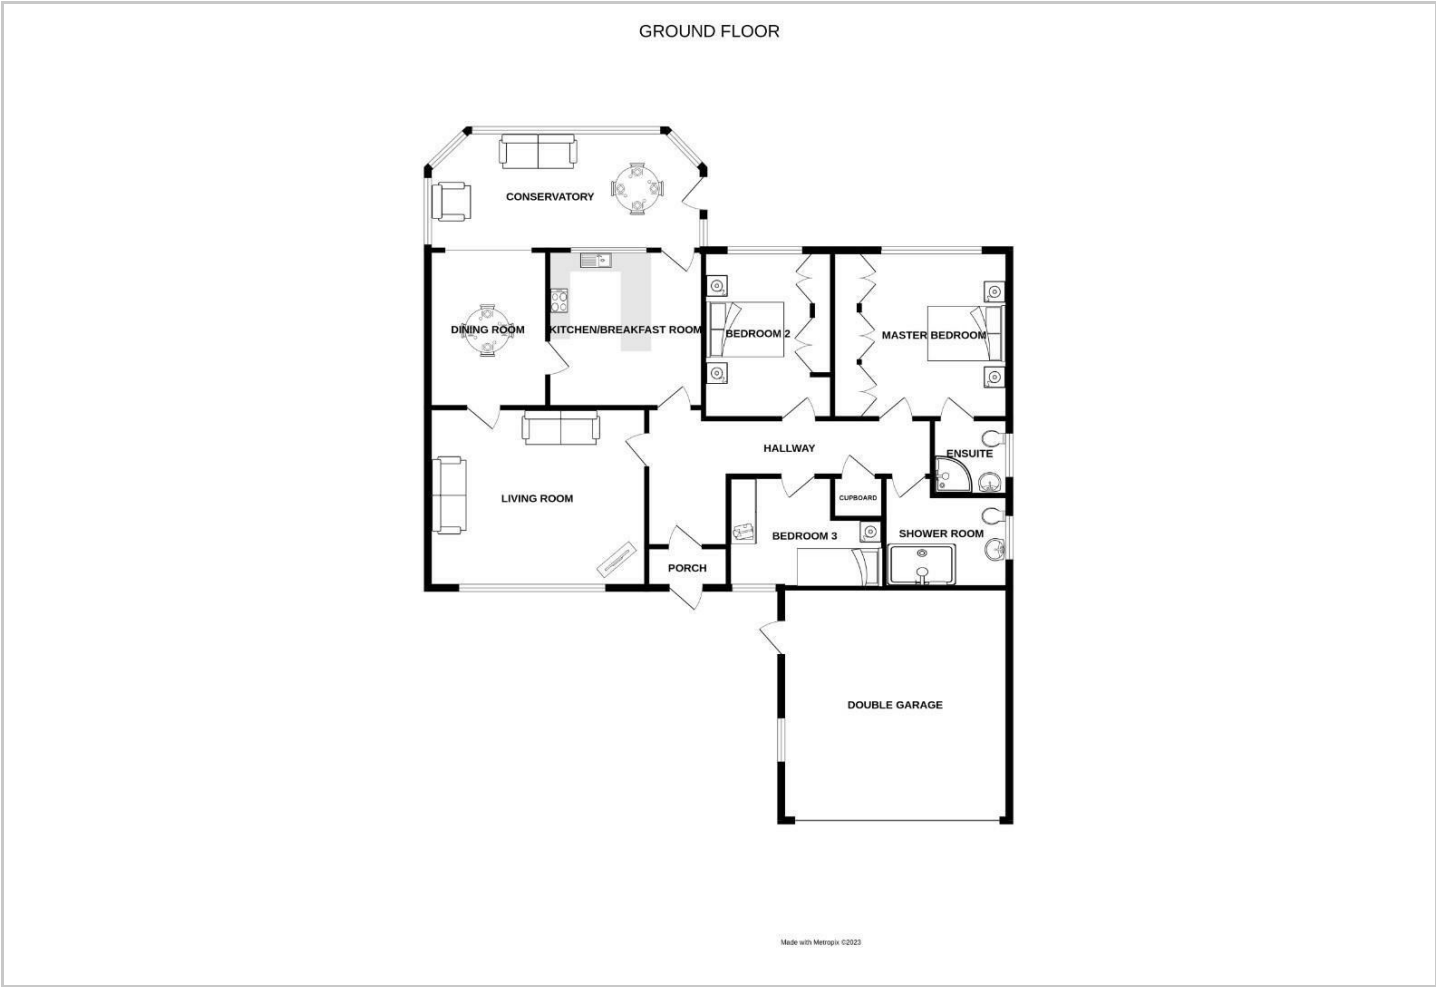 GROUND FLOOR
CONSERVATORY
DINING ROOM
KITCHEN/BREAKFAST ROOM
BEDROOM 2
MASTER BEDROOM
HALLWAY
ENSUITE
LIVING ROOM
CUPBOARD
BEDROOM 3
SHOWER ROOM
PORCH
DOUBLE GARAGE
Made with Metropix ©2023